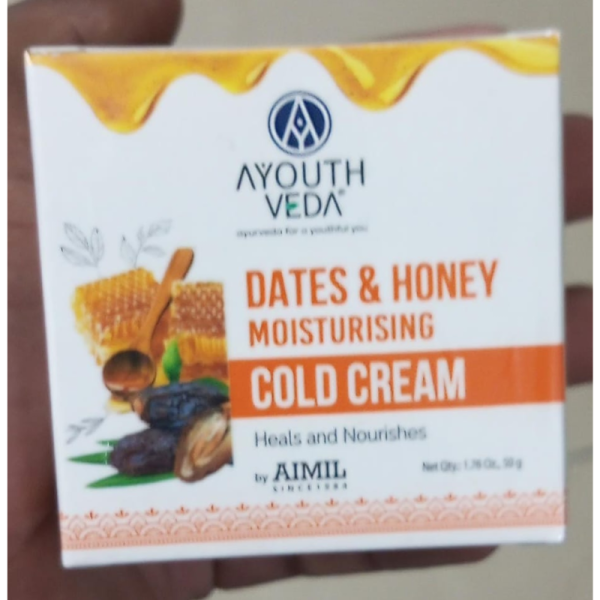 AYOUTH
VEDA®
ayurveda for a youthful you
DATES & HONEY
MOISTURISING
COLD CREAM
Heals and Nourishes
by AIMIL
SINCE1984
Net Qty.: 1.76 Oz., 50 g